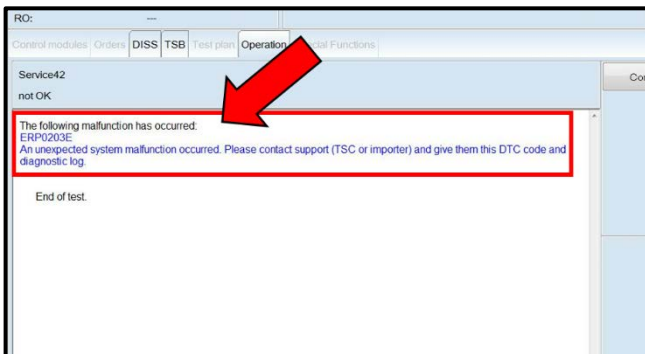 RO: ---
Control modules Orders DISS TSB Test plan Operation Special Functions
Service42
not OK
The following malfunction has occurred:
ERP0203E
An unexpected system malfunction occurred. Please contact support (TSC or importer) and give them this DTC code and
diagnostic log.
End of test.